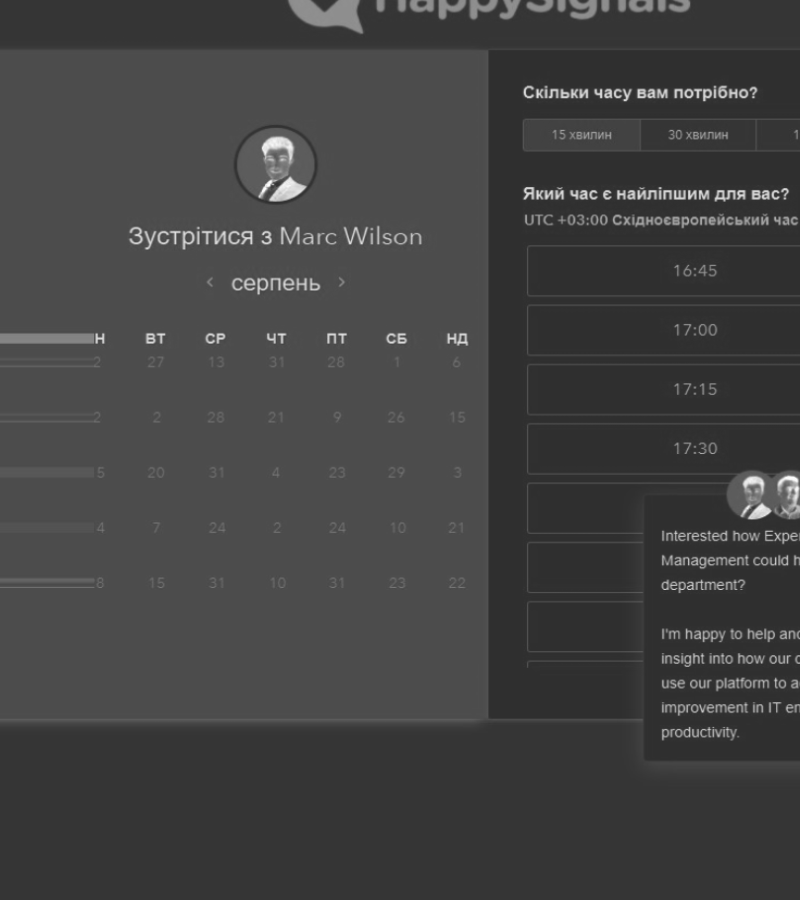 HappySignals
Зустрітися з Marc Wilson
серпень
Н ВТ СР ЧТ ПТ СБ НД
2 27 13 31 28 1 6
2 2 28 21 9 26 15
5 20 31 4 23 29 3
4 7 24 2 24 10 21
8 15 31 10 31 23 22
Скільки часу вам потрібно?
15 хвилин 30 хвилин 1
Який час є найліпшим для вас?
UTC +03:00 Східноєвропейський час
16:45
17:00
17:15
17:30
Interested how Exper
Management could h
department?
I'm happy to help and
insight into how our c
use our platform to a
improvement in IT en
productivity.